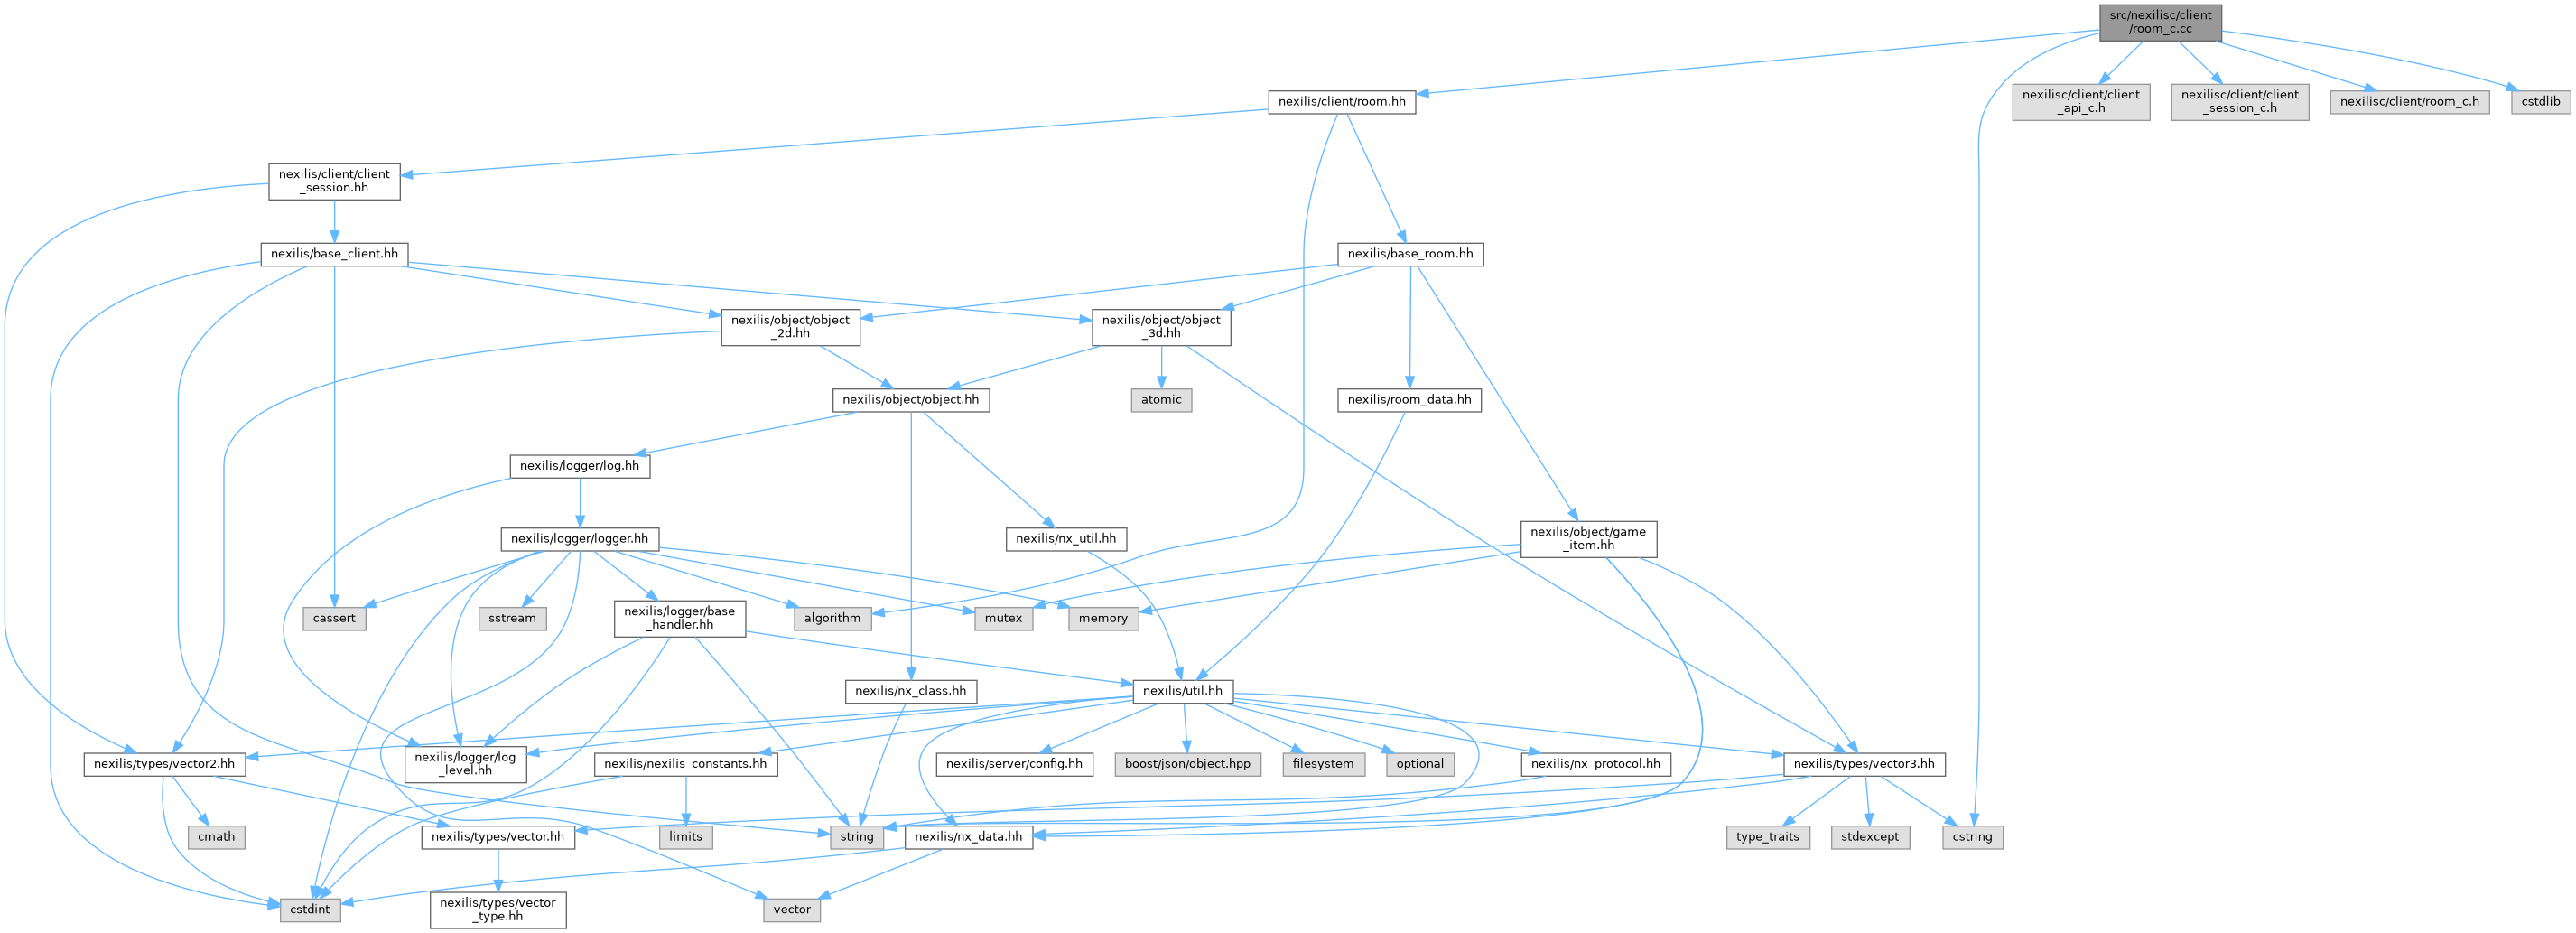 src/nexilisc/client
/room_c.cc
nexilis/client/room.hh
nexilisc/client/client
_api_c.h
nexilisc/client/client
_session_c.h
nexilisc/client/room_c.h
cstdlib
nexilis/client/client
_session.hh
nexilis/base_client.hh
nexilis/base_room.hh
nexilis/object/object
_2d.hh
nexilis/object/object
_3d.hh
nexilis/object/object.hh
atomic
nexilis/room_data.hh
nexilis/logger/log.hh
nexilis/logger/logger.hh
nexilis/nx_util.hh
nexilis/object/game
_item.hh
cassert
sstream
nexilis/logger/base
_handler.hh
algorithm
mutex
memory
nexilis/nx_class.hh
nexilis/util.hh
nexilis/types/vector2.hh
nexilis/logger/log
_level.hh
nexilis/nexilis_constants.hh
nexilis/server/config.hh
boost/json/object.hpp
filesystem
optional
nexilis/nx_protocol.hh
nexilis/types/vector3.hh
cmath
nexilis/types/vector.hh
limits
string
nexilis/nx_data.hh
type_traits
stdexcept
cstring
cstdint
nexilis/types/vector
_type.hh
vector